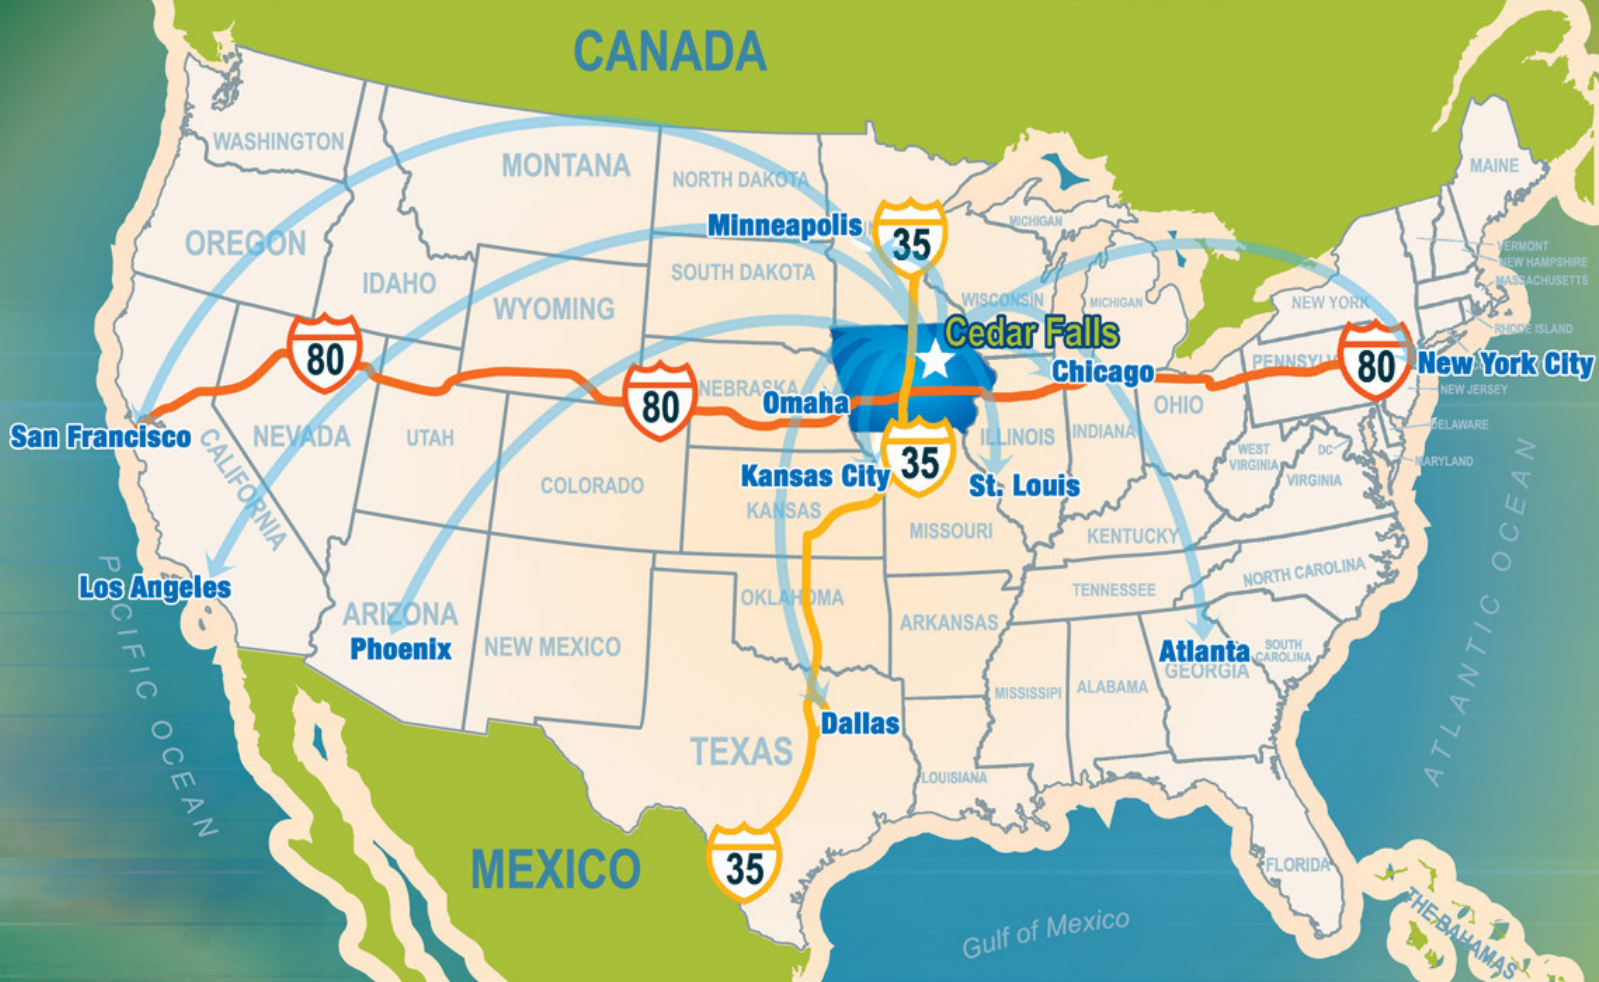 CANADA
WASHINGTON
MONTANA
NORTH DAKOTA
MAINE
Minneapolis
35
MICHIGAN
OREGON
IDAHO
SOUTH DAKOTA
VERMONT
NEW HAMPSHIRE
MASSACHUSETTS
WYOMING
WISCONSIN
MICHIGAN
NEW YORK
RHODE ISLAND
Cedar Falls
80
80
NEBRASKA
Omaha
Chicago
PENNSYLV
80
New York City
NEW JERSEY
OHIO
San Francisco
NEVADA
UTAH
ILLINOIS
INDIANA
DELAWARE
CALIFORNIA
COLORADO
Kansas City
35
St. Louis
WEST
VIRGINIA
DC
MARYLAND
VIRGINIA
KANSAS
MISSOURI
KENTUCKY
Los Angeles
PACIFIC OCEAN
ARIZONA
Phoenix
NEW MEXICO
OKLAHOMA
ARKANSAS
TENNESSEE
NORTH CAROLINA
ATLANTIC OCEAN
Atlanta
SOUTH
CAROLINA
GEORGIA
MISSISSIPI
ALABAMA
Dallas
TEXAS
LOUISIANA
MEXICO
35
FLORIDA
Gulf of Mexico
THE BAHAMAS